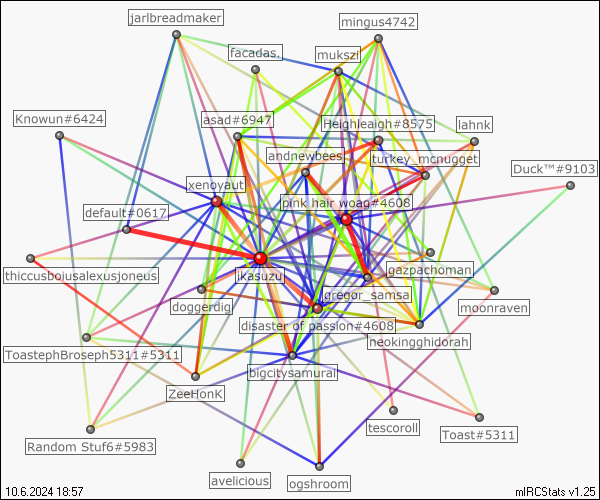 jarlbreadmaker
mingus4742
facadas.
mukszi
Knowun#6424
asad#6947
Heighleaigh#8575
lahnk
andnewbees
turkey_mcnugget
Duck™#9103
xenoyaut
pink hair woag#4608
default#0617
thiccusboiusalexusjoneus
jkasuzu
gazpachoman
gregor_samsa
doggerdig
moonraven
disaster of passion#4608
neokingghidorah
ToastephBroseph5311#5311
bigcitysamurai
ZeeHonK
tescoroll
Toast#5311
Random Stuf6#5983
avelicious
ogshroom
10.6.2024 18:57
mIRCStats v1.25